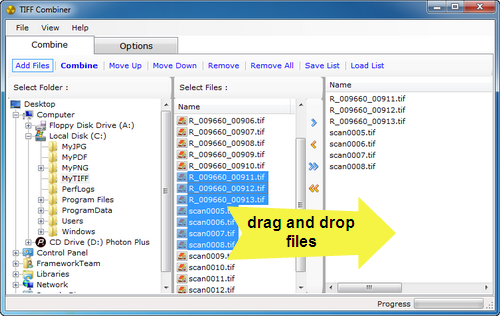 TIFF Combiner
File View Help
Combine Options
Add Files Combine Move Up Move Down Remove Remove All Save List Load List
Select Folder :
Desktop
Computer
Floppy Disk Drive (A:)
Local Disk (C:)
MyJPG
MyPDF
MyPNG
MyTIFF
PerfLogs
Program Files
ProgramData
Users
Windows
CD Drive (D:) Photon Plus
Control Panel
FrameworkTeam
Libraries
Network
Select Files :
Name
R_009660_00906.tif
R_009660_00907.tif
R_009660_00908.tif
R_009660_00909.tif
R_009660_00910.tif
R_009660_00911.tif
R_009660_00912.tif
R_009660_00913.tif
scan0005.tif
scan0006.tif
scan0007.tif
scan0008.tif
scan0009.tif
scan0010.tif
scan0011.tif
scan0012.tif
drag and drop
files
Name
R_009660_00911.tif
R_009660_00912.tif
R_009660_00913.tif
scan0005.tif
scan0006.tif
scan0007.tif
scan0008.tif
Progress